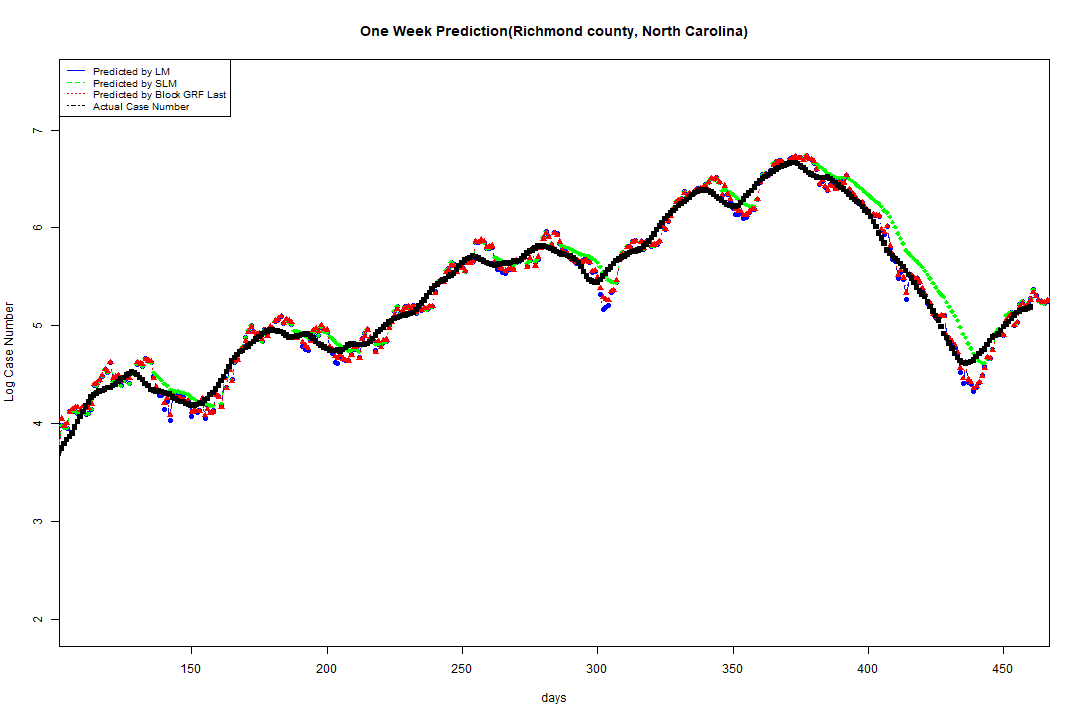 One Week Prediction(Richmond county, North Carolina)
Predicted by LM
Predicted by SLM
Predicted by Block GRF Last
Actual Case Number
7
6
5
4
3
2
Log Case Number
150 200 250 300 350 400 450
days